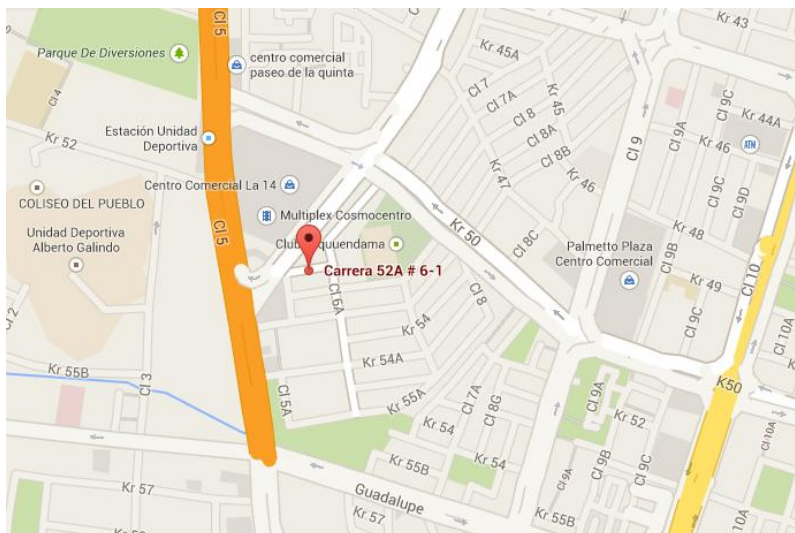 Cl 5
Kr 43
Parque De Diversiones
centro comercial
paseo de la quinta
Kr 45A
Cl 7
Cl 7A
Kr 45
Cl 8
Cl 8A
Cl 8B
Cl 9
Cl 9A
Cl 9C
Kr 44A
Cl 4
Kr 52
Estación Unidad
Deportiva
Kr 46
ATM
Kr 47
Kr 46
Cl 9C
Cl 9D
COLISEO DEL PUEBLO
Centro Comercial La 14
Multiplex Cosmocentro
Kr 50
Unidad Deportiva
Alberto Galindo
Cl 5
Kr 48
Cl 8C
Palmetto Plaza
Centro Comercial
Cl 9B
Kr 49
Cl 10
Carrera 52A # 6-1
Cl 6A
Cl 8
Cl 2
Kr 54
Cl 9C
Cl 10A
Kr 54A
Kr 55B
Cl 3
Cl 5A
Kr 55A
Cl 7A
Cl 8G
Cl 9A
K50
Kr 52
Kr 54
Cl 10A
Kr 55B
Kr 54
Cl 9A
Cl 9B
Cl 9C
Kr 57
Guadalupe
Kr 57
Kr 55B